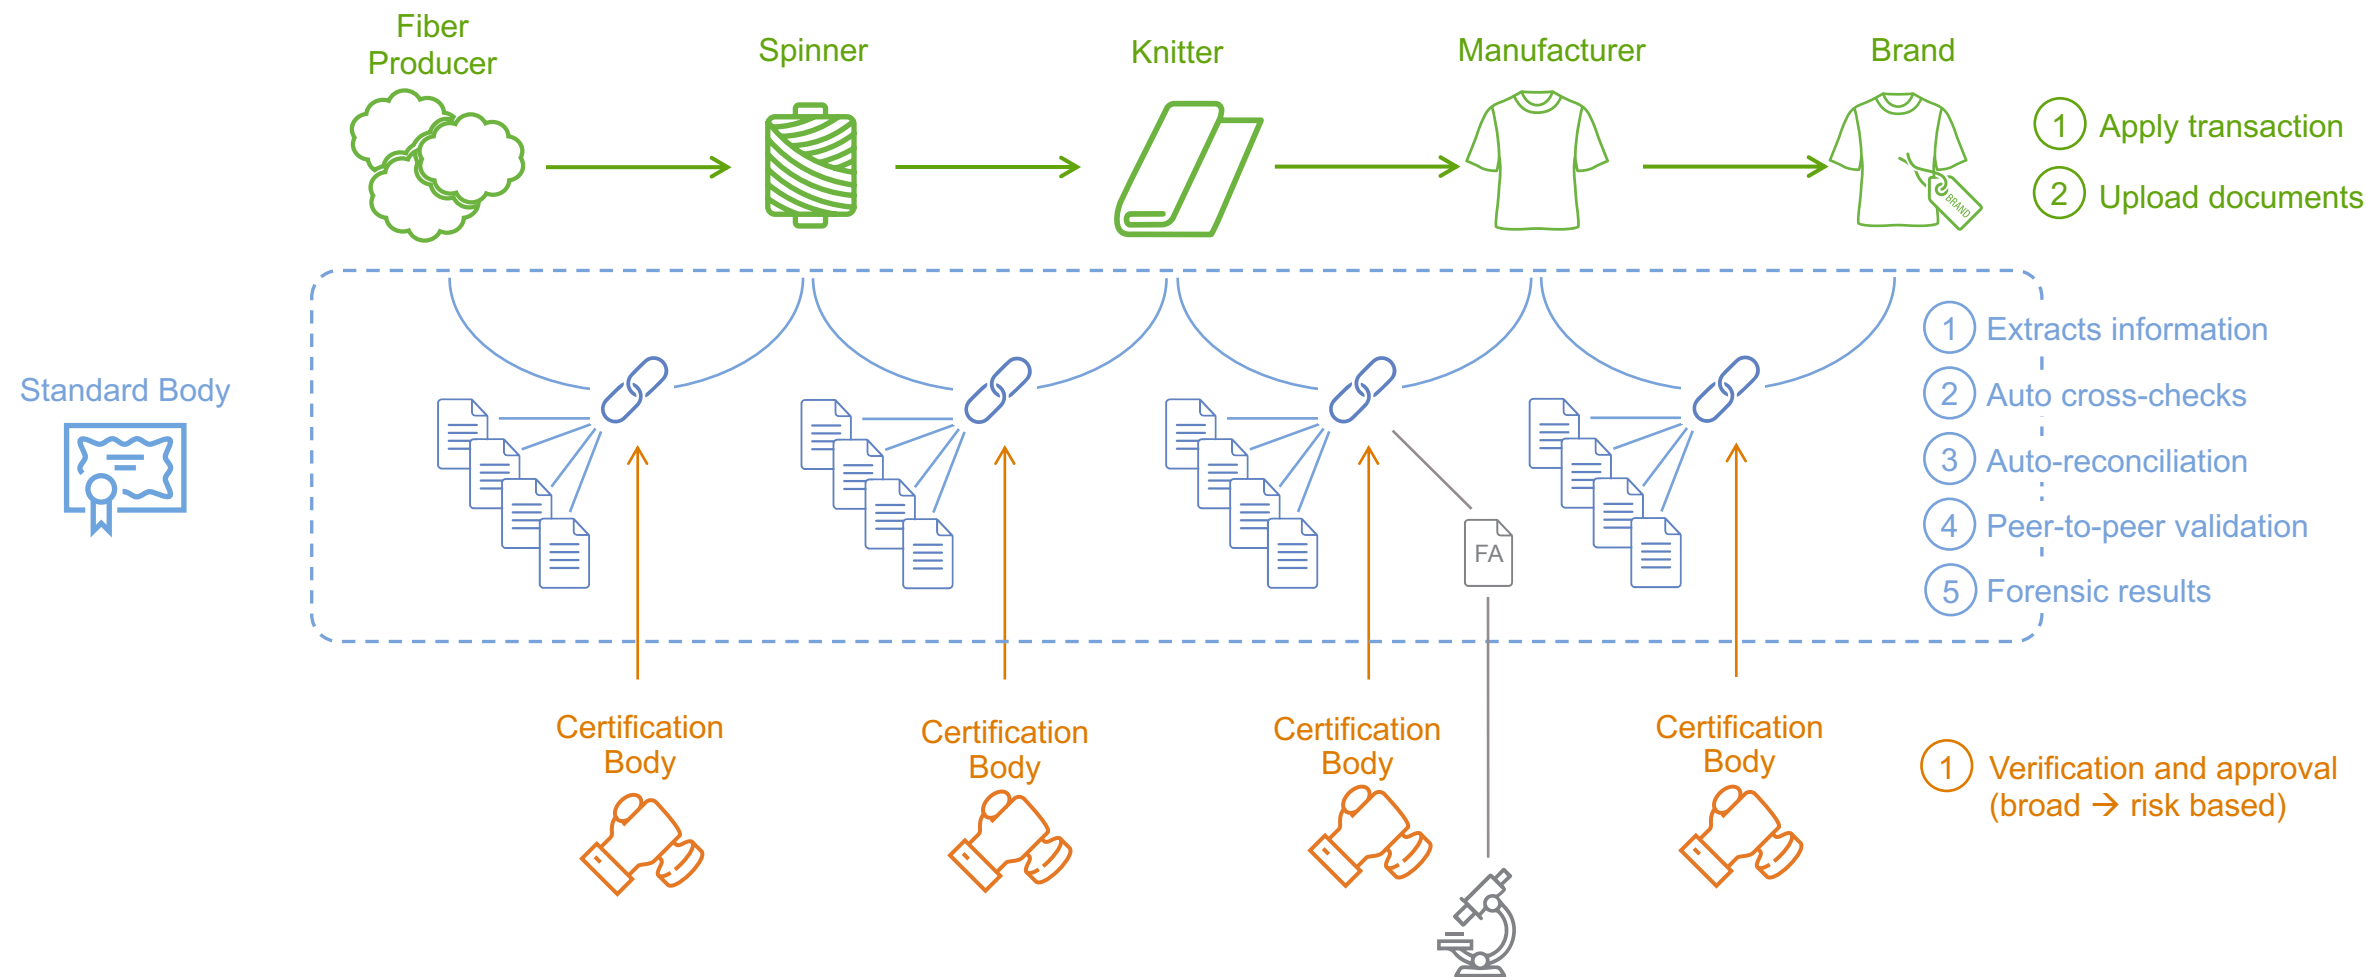 Fiber
Producer
Spinner
Knitter
Manufacturer
Brand
BRAND
1 Apply transaction
2 Upload documents
Standard Body
1 Extracts information
2 Auto cross-checks
3 Auto-reconciliation
4 Peer-to-peer validation
5 Forensic results
FA
Certification
Body
Certification
Body
Certification
Body
Certification
Body
1 Verification and approval
(broad → risk based)